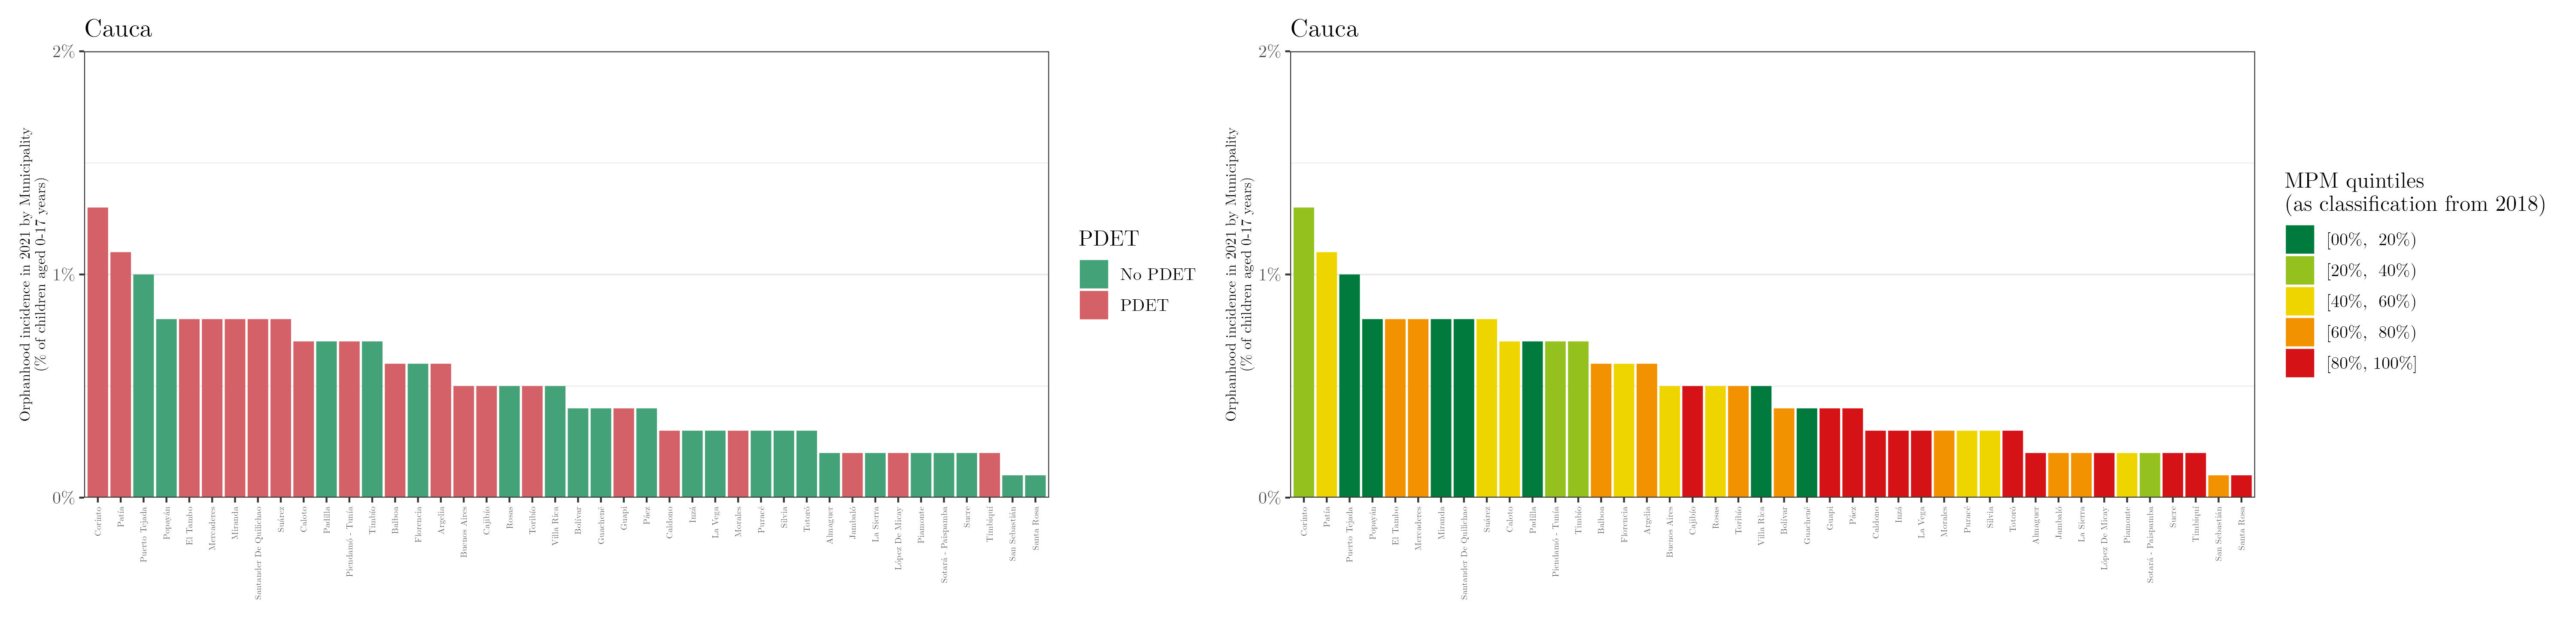 Cauca
2%
1%
0%
Orphanhood incidence in 2021 by Municipality
(% of children aged 0-17 years)
Corinto
Patía
Puerto Tejada
Popayán
El Tambo
Mercaderes
Miranda
Santander De Quilichao
Suárez
Caloto
Padilla
Piendamó - Tunía
Timbío
Balboa
Florencia
Argelia
Buenos Aires
Cajibío
Rosas
Toribío
Villa Rica
Bolívar
Guachené
Guapi
Páez
Caldono
Inzá
La Vega
Morales
Puracé
Silvia
Totoró
Almaguer
Jambaló
La Sierra
López De Micay
Piamonte
Sotará - Paispamba
Sucre
Timbiquí
San Sebastián
Santa Rosa
PDET
No PDET
PDET
Cauca
2%
1%
0%
Orphanhood incidence in 2021 by Municipality
(% of children aged 0-17 years)
Corinto
Patía
Puerto Tejada
Popayán
El Tambo
Mercaderes
Miranda
Santander De Quilichao
Suárez
Caloto
Padilla
Piendamó - Tunía
Timbío
Balboa
Florencia
Argelia
Buenos Aires
Cajibío
Rosas
Toribío
Villa Rica
Bolívar
Guachené
Guapi
Páez
Caldono
Inzá
La Vega
Morales
Puracé
Silvia
Totoró
Almaguer
Jambaló
La Sierra
López De Micay
Piamonte
Sotará - Paispamba
Sucre
Timbiquí
San Sebastián
Santa Rosa
MPM quintiles
(as classification from 2018)
[00%, 20%)
[20%, 40%)
[40%, 60%)
[60%, 80%)
[80%, 100%]